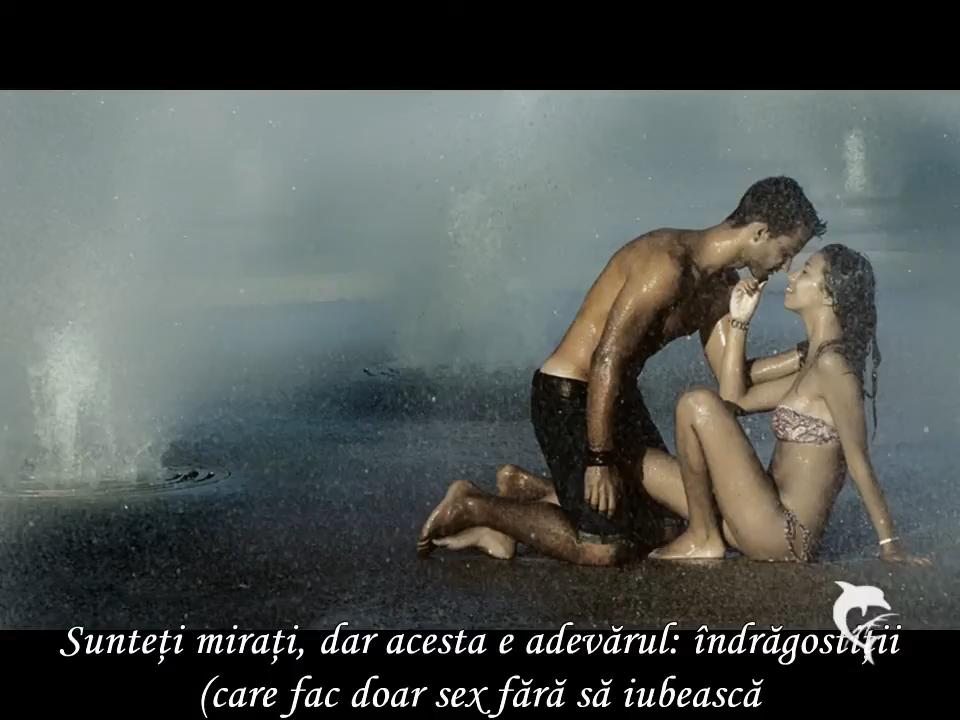 Sunteți mirați, dar acesta e adevărul: îndrăgostiții
(care fac doar sex fără să iubească